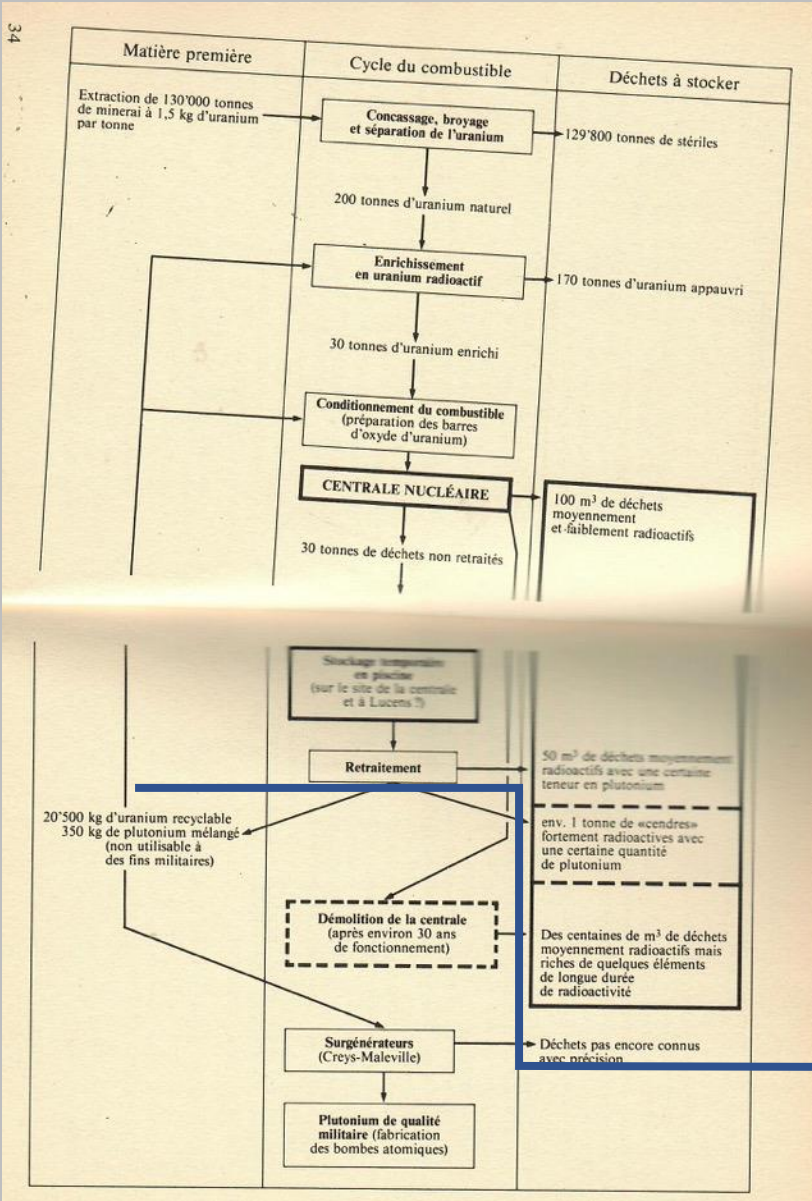 34
Matière première
Cycle du combustible
Déchets à stocker
Extraction de 130'000 tonnes
de minerai à 1,5 kg d'uranium
par tonne
Concassage, broyage
et séparation de l'uranium
129'800 tonnes de stériles
200 tonnes d'uranium naturel
Enrichissement
en uranium radioactif
170 tonnes d'uranium appauvri
30 tonnes d'uranium enrichi
Conditionnement du combustible
(préparation des barres
d'oxyde d'uranium)
CENTRALE NUCLÉAIRE
100 m³ de déchets
moyennement
et faiblement radioactifs
30 tonnes de déchets non retraités
Stockage temporaire
en piscine
(sur le site de la centrale
et à Lucens?)
Retraitement
50 m³ de déchets moyennement
radioactifs avec une certaine
teneur en plutonium
20'500 kg d'uranium recyclable
350 kg de plutonium mélangé
(non utilisable à
des fins militaires)
env. 1 tonne de «cendres»
fortement radioactives avec
une certaine quantité
de plutonium
Démolition de la centrale
(après environ 30 ans
de fonctionnement)
Des centaines de m³ de déchets
moyennement radioactifs mais
riches de quelques éléments
de longue durée
de radioactivité
Surgénérateurs
(Creys-Maleville)
Déchets pas encore connus
avec précision
Plutonium de qualité
militaire (fabrication
des bombes atomiques)